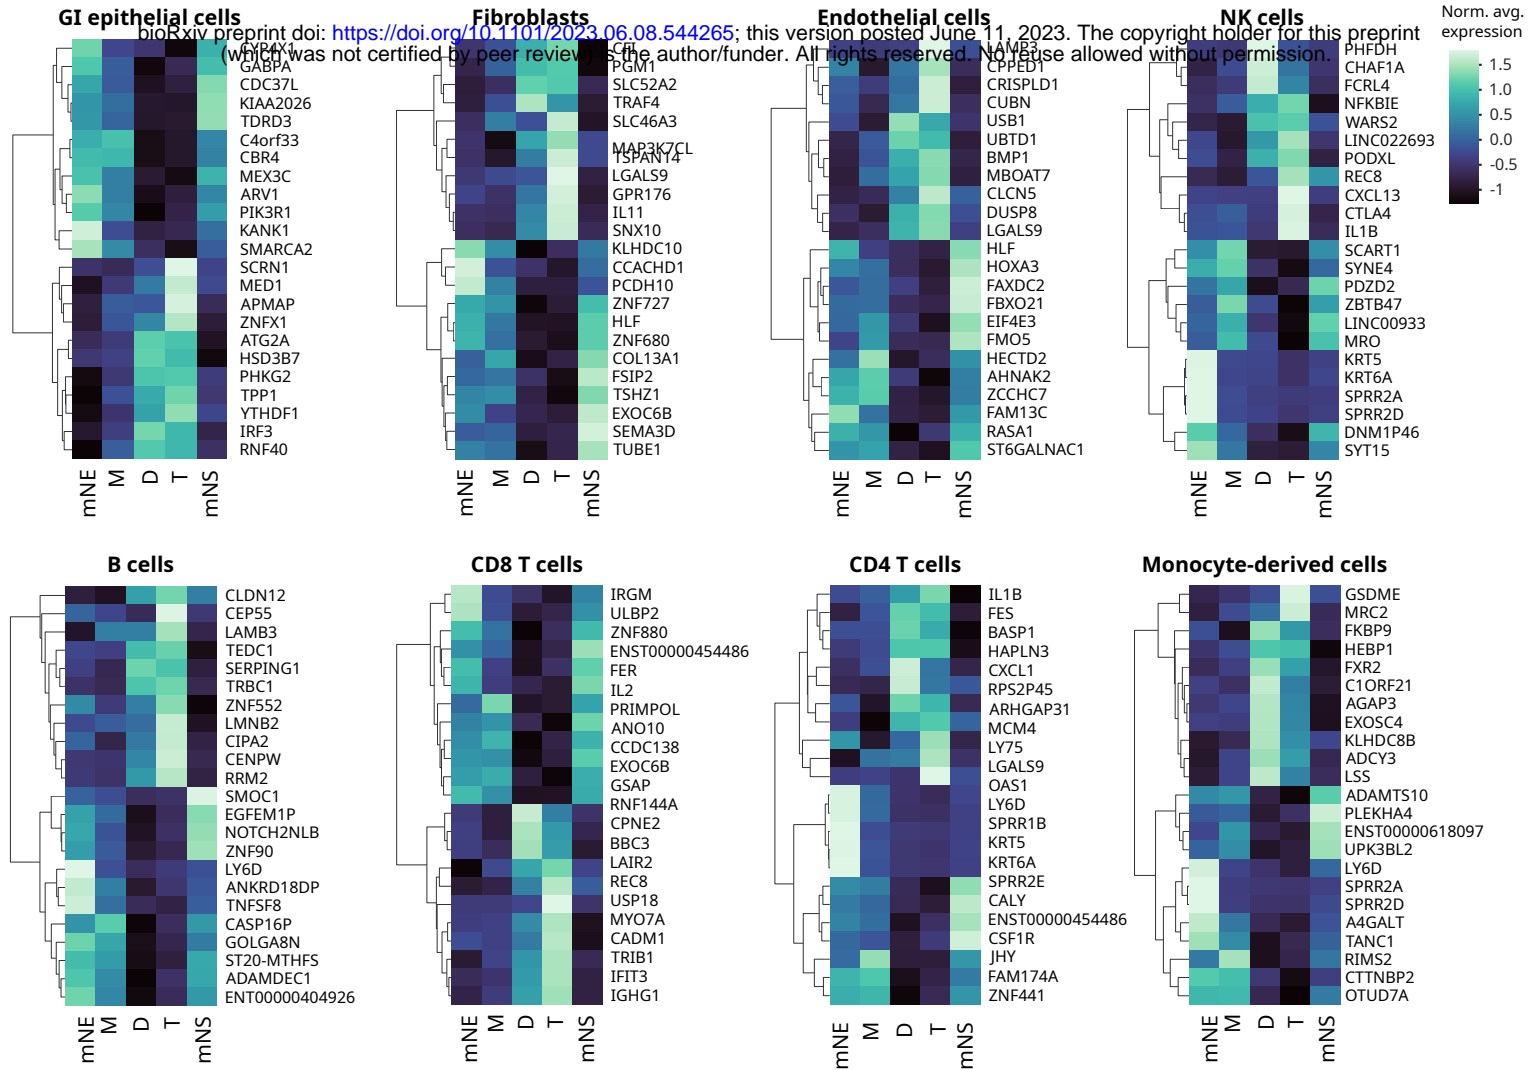 GI epithelial cells
Fibroblasts
Endothelial cells
NK cells
Norm. avg.
expression
bioRxiv preprint doi: https://doi.org/10.1101/2023.06.08.544265; this version posted June 11, 2023. The copyright holder for this preprint
(which was not certified by peer review) is the author/funder. All rights reserved. No reuse allowed without permission.
1.5
1.0
0.5
0.0
-0.5
-1
CYP4X1
GABPA
CDC37L
KIAA2026
TDRD3
C4orf33
CBR4
MEX3C
ARV1
PIK3R1
KANK1
SMARCA2
SCRN1
MED1
APMAP
ZNFX1
ATG2A
HSD3B7
PHKG2
TPP1
YTHDF1
IRF3
RNF40
mNE M D T mNS
CFI
PGM1
SLC52A2
TRAF4
SLC46A3
MAP3K7CL
TSPAN14
LGALS9
GPR176
IL11
SNX10
KLHDC10
CCACHD1
PCDH10
ZNF727
HLF
ZNF680
COL13A1
FSIP2
TSHZ1
EXOC6B
SEMA3D
TUBE1
mNE M D T mNS
LAMP3
CPPED1
CRISPLD1
CUBN
USB1
UBTD1
BMP1
MBOAT7
CLCN5
DUSP8
LGALS9
HLF
HOXA3
FAXDC2
FBXO21
EIF4E3
FMO5
HECTD2
AHNAK2
ZCCHC7
FAM13C
RASA1
ST6GALNAC1
mNE M D T mNS
PHFDH
CHAF1A
FCRL4
NFKBIE
WARS2
LINC022693
PODXL
REC8
CXCL13
CTLA4
IL1B
SCART1
SYNE4
PDZD2
ZBTB47
LINC00933
MRO
KRT5
KRT6A
SPRR2A
SPRR2D
DNM1P46
SYT15
mNE M D T mNS
B cells
CD8 T cells
CD4 T cells
Monocyte-derived cells
CLDN12
CEP55
LAMB3
TEDC1
SERPING1
TRBC1
ZNF552
LMNB2
CIPA2
CENPW
RRM2
SMOC1
EGFEM1P
NOTCH2NLB
ZNF90
LY6D
ANKRD18DP
TNFSF8
CASP16P
GOLGA8N
ST20-MTHFS
ADAMDEC1
ENT00000404926
mNE M D T mNS
IRGM
ULBP2
ZNF880
ENST00000454486
FER
IL2
PRIMPOL
ANO10
CCDC138
EXOC6B
GSAP
RNF144A
CPNE2
BBC3
LAIR2
REC8
USP18
MYO7A
CADM1
TRIB1
IFIT3
IGHG1
mNE M D T mNS
IL1B
FES
BASP1
HAPLN3
CXCL1
RPS2P45
ARHGAP31
MCM4
LY75
LGALS9
OAS1
LY6D
SPRR1B
KRT5
KRT6A
SPRR2E
CALY
ENST00000454486
CSF1R
JHY
FAM174A
ZNF441
mNE M D T mNS
GSDME
MRC2
FKBP9
HEBP1
FXR2
C1ORF21
AGAP3
EXOSC4
KLHDC8B
ADCY3
LSS
ADAMTS10
PLEKHA4
ENST00000618097
UPK3BL2
LY6D
SPRR2A
SPRR2D
A4GALT
TANC1
RIMS2
CTTNBP2
OTUD7A
mNE M D T mNS